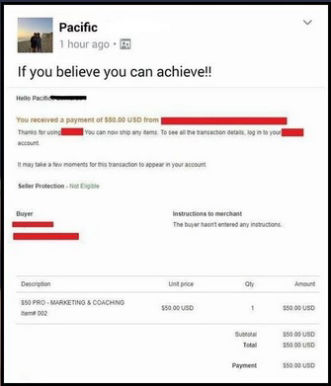 Pacific
1 hour ago
If you believe you can achieve!!
Hello Pacific
You received a payment of $50.00 USD from
Thanks for using You can now ship any items. To see all the transaction details, log in to your
account.
It may take a few moments for this transaction to appear in your account.
Seller Protection - Not Eligible
Buyer
Instructions to merchant
The buyer hasn't entered any instructions.
Description Unit price Qty Amount
$50 PRO - MARKETING & COACHING
Item# 002
$50.00 USD 1 $50.00 USD
Subtotal $50.00 USD
Total $50.00 USD
Payment $50.00 USD